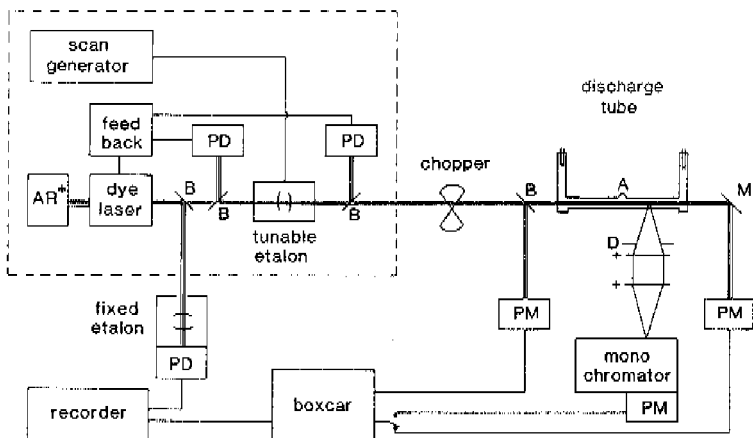 scan
generator
discharge
tube
feed
back
PD
PD
chopper
AR+
dye
laser
B
B
tunable
etalon
B
B
A
M
D
+
+
fixed
etalon
PD
PM
PM
mono
chromator
PM
recorder
boxcar